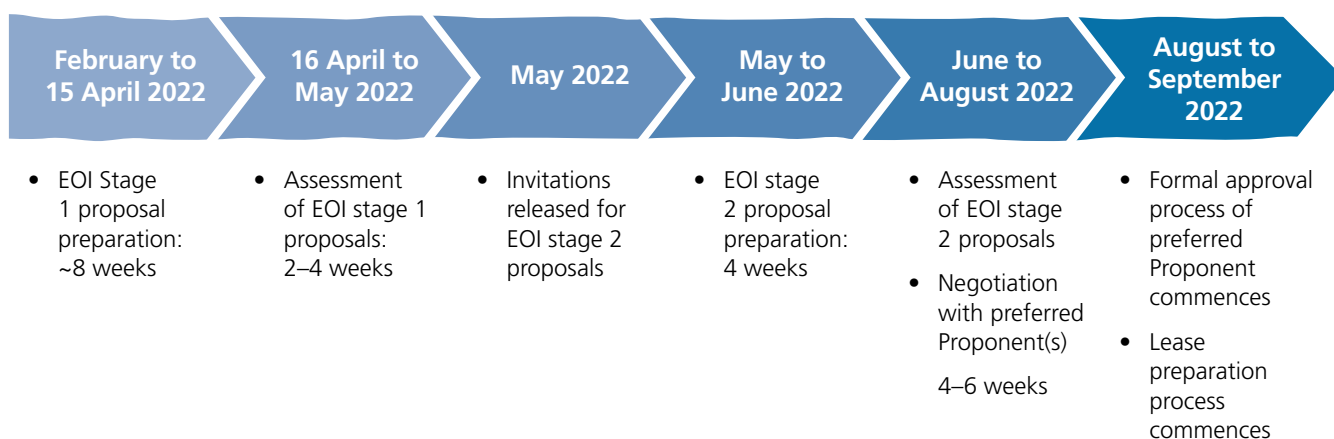 February to
15 April 2022
16 April to
May 2022
May 2022
May to
June 2022
June to
August 2022
August to
September
2022
• EOI Stage
1 proposal
preparation:
~8 weeks
• Assessment
of EOI stage 1
proposals:
2–4 weeks
• Invitations
released for
EOI stage 2
proposals
• EOI stage
2 proposal
preparation:
4 weeks
• Assessment
of EOI stage
2 proposals
• Negotiation
with preferred
Proponent(s)
4–6 weeks
• Formal approval
process of
preferred
Proponent
commences
• Lease
preparation
process
commences